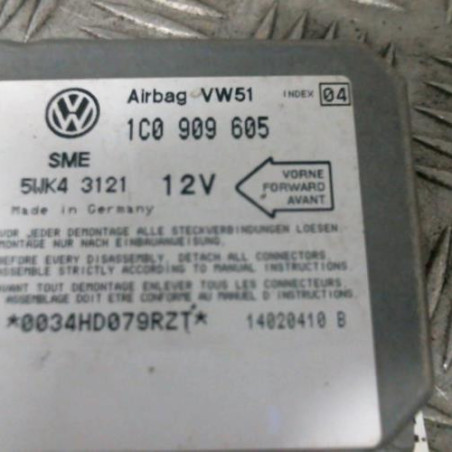 Airbag VW51 INDEX 04
1C0 909 605
SME
5WK4 3121 12V
VORNE
FORWARD
AVANT
Made in Germany
VOR JEDER DEMONTAGE ALLE STECKVERBINDUNGEN LOESEN
MONTAGE NUR NACH EINBAUANWEISUNG.
BEFORE EVERY DISASSEMBLY, DETACH ALL CONNECTORS.
ASSEMBLE STRICTLY ACCORDING TO MANUAL INSTRUCTIONS.
AVANT TOUT DEMONTAGE ENLEVER TOUS LES CONNECTEURS
ASSEMBLAGE DOIT ETRE CONFORME AU MANUEL D'INSTRUCTIONS.
*0034HD079RZT* 14020410 B